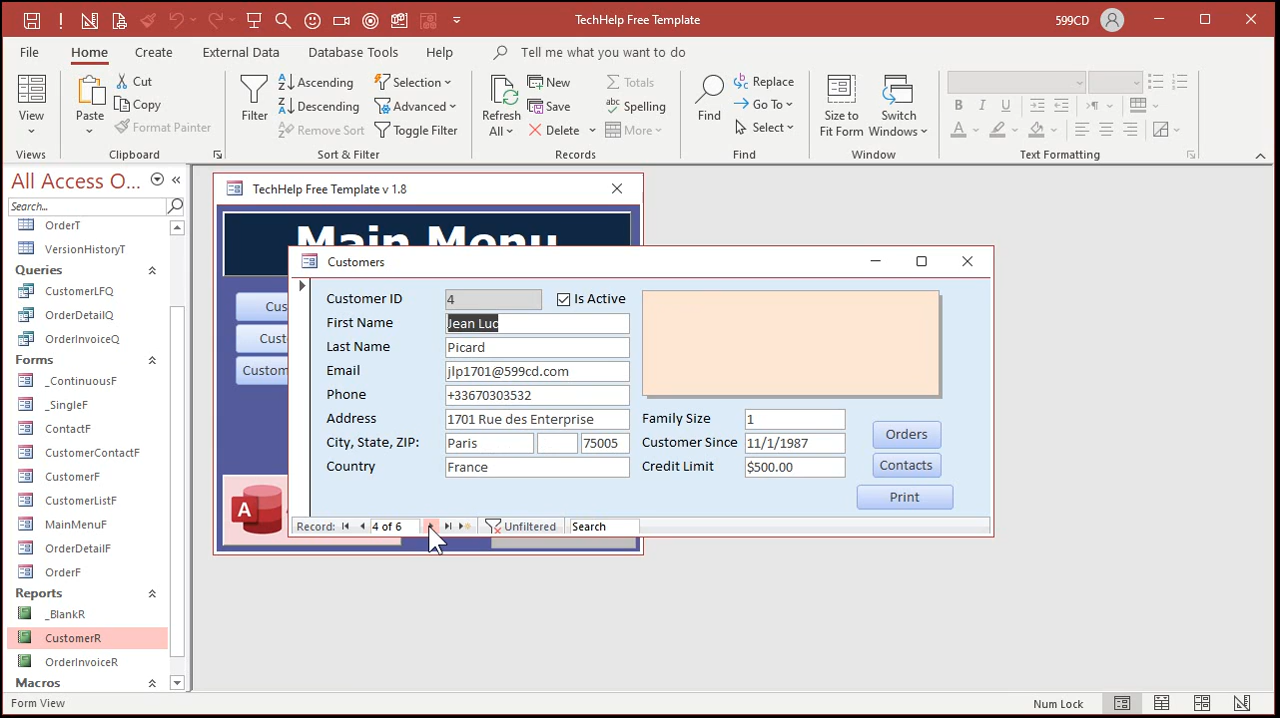 TechHelp Free Template
599CD
File
Home
Create
External Data
Database Tools
Help
Tell me what you want to do
View
Views
Paste
Cut
Copy
Format Painter
Clipboard
Filter
Ascending
Descending
Remove Sort
Selection
Advanced
Toggle Filter
Sort & Filter
Refresh All
New
Save
Delete
Totals
Spelling
More
Records
Find
Replace
Go To
Select
Find
Size to Fit Form
Switch Windows
Window
B I U
A
Text Formatting
All Access O...
Search...
OrderT
VersionHistoryT
Queries
CustomerLFQ
OrderDetailQ
OrderInvoiceQ
Forms
_ContinuousF
_SingleF
ContactF
CustomerContactF
CustomerF
CustomerListF
MainMenuF
OrderDetailF
OrderF
Reports
_BlankR
CustomerR
OrderInvoiceR
Macros
TechHelp Free Template v 1.8
Main Menu
Cus
Cust
Custom
A
Customers
Customer ID 4 Is Active
First Name Jean Luc
Last Name Picard
Email jlp1701@599cd.com
Phone +33670303532
Address 1701 Rue des Enterprise
City, State, ZIP: Paris 75005
Country France
Family Size 1
Customer Since 11/1/1987
Credit Limit $500.00
Orders
Contacts
Print
Record: 4 of 6 Unfiltered Search
Form View
Num Lock